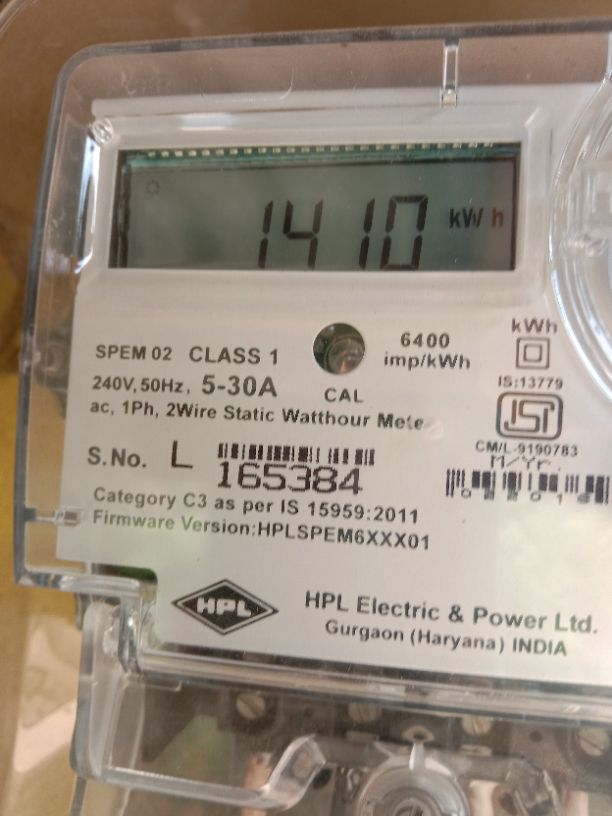 1410 kWh
SPEM 02 CLASS 1
6400
imp/kWh
kWh
240V, 50Hz, 5-30A
CAL
IS:13779
ac, 1Ph, 2Wire Static Watthour Mete
ISI
CM/L-9190783
M/Yr.
S.No. L 165384
Category C3 as per IS 15959:2011
Firmware Version:HPLSPEM6XXX01
HPL
HPL Electric & Power Ltd.
Gurgaon (Haryana) INDIA